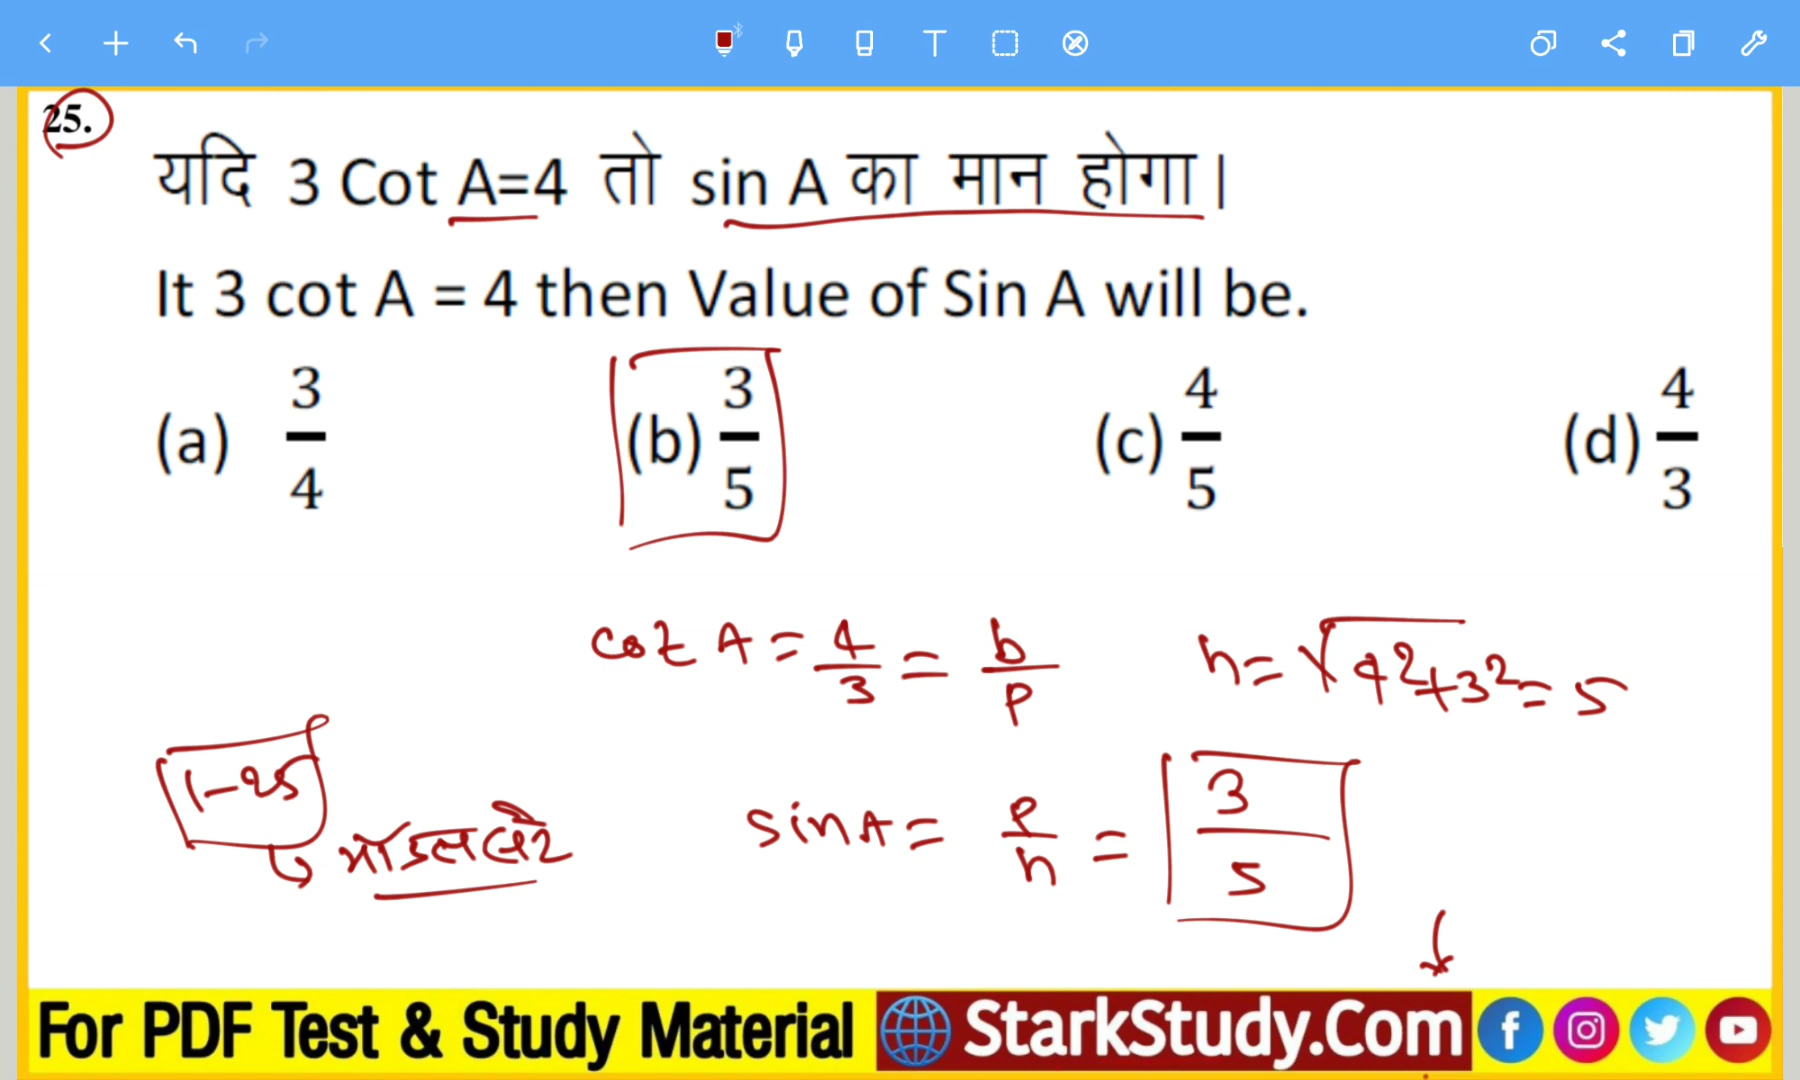 25.
यदि 3 Cot A=4 तो sin A का मान होगा।
It 3 cot A = 4 then Value of Sin A will be.
(a) 3/4 (b) 3/5 (c) 4/5 (d) 4/3
cot A = 4/3 = b/p h = √4²+3² = 5
1-25
मॉडल सेट
sin A = p/h = 3/5
For PDF Test & Study Material StarkStudy.Com